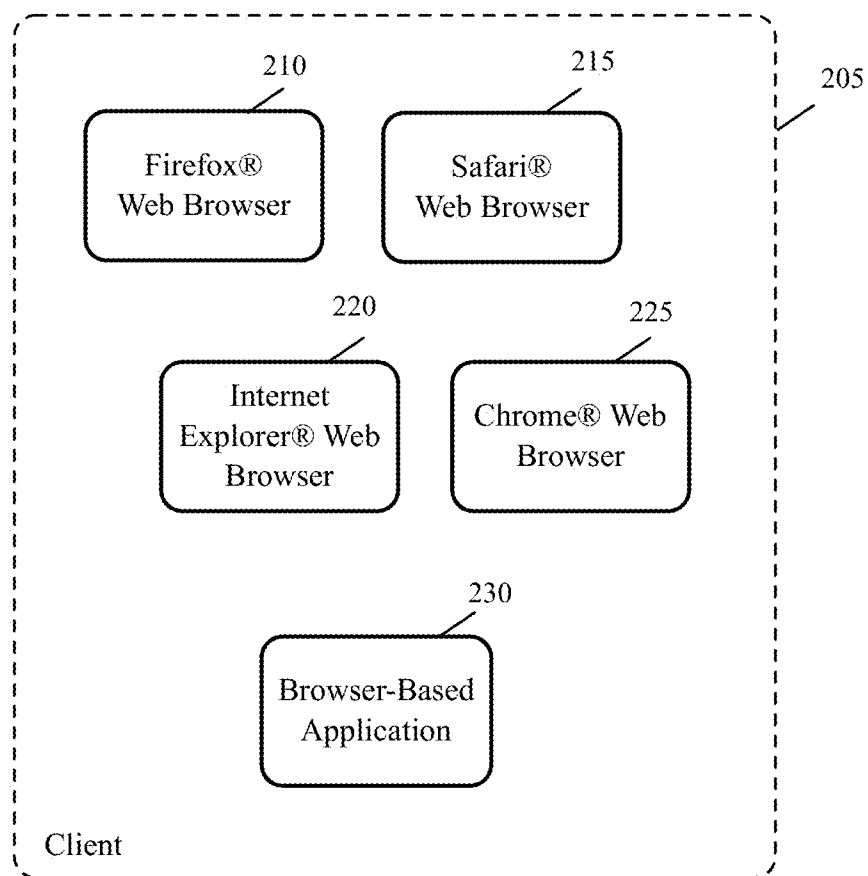 210
215
205
Firefox®
Web Browser
Safari®
Web Browser
220
225
Internet
Explorer® Web
Browser
Chrome® Web
Browser
230
Browser-Based
Application
Client